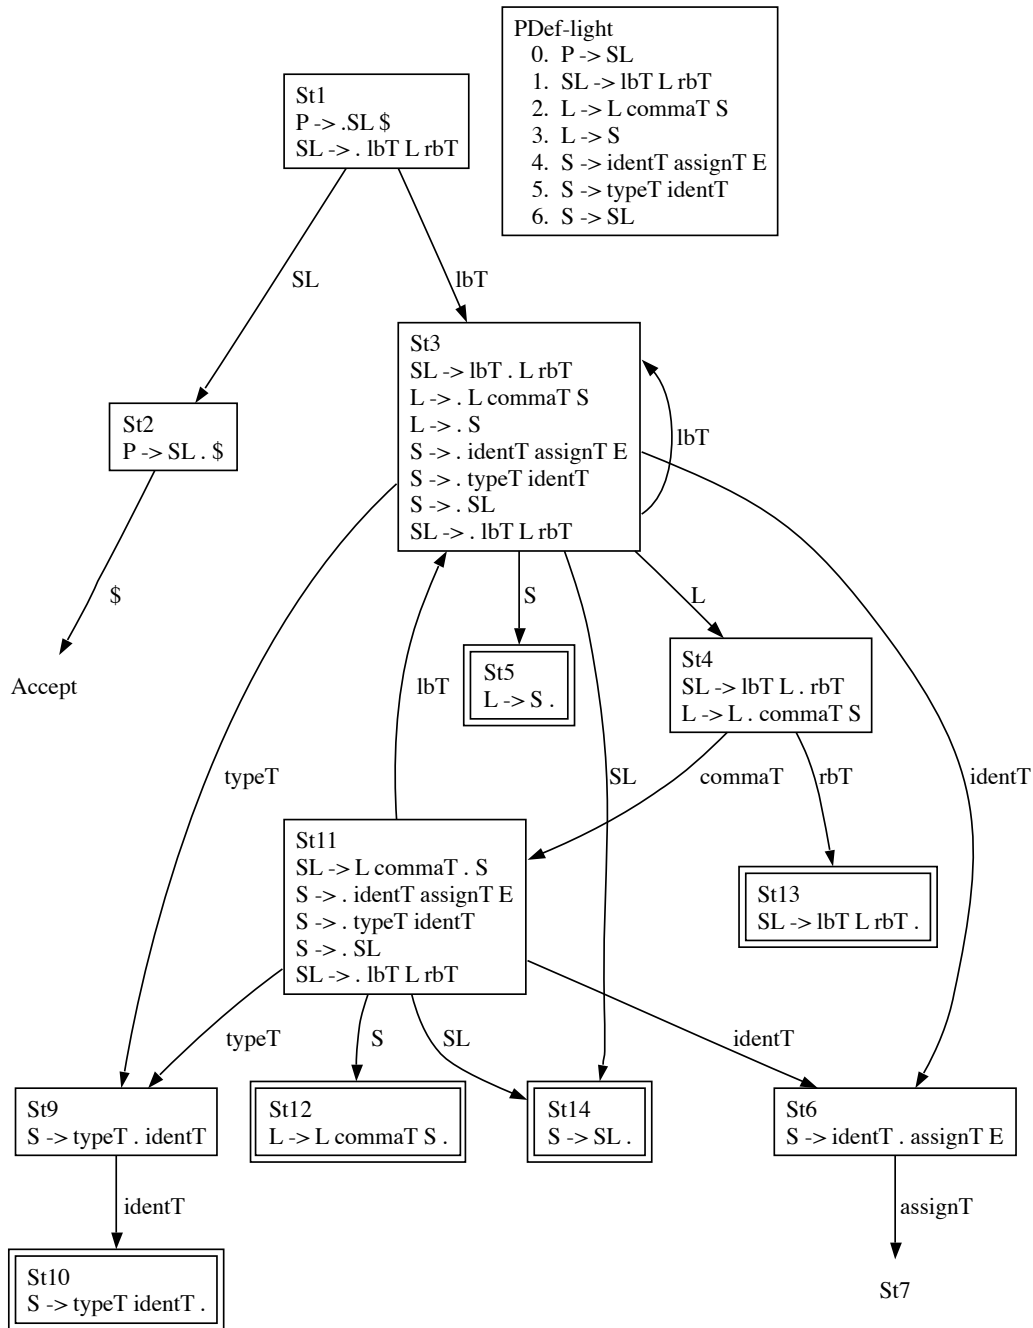 PDef-light
0. P -> SL
1. SL -> lbT L rbT
2. L -> L commaT S
3. L -> S
4. S -> identT assignT E
5. S -> typeT identT
6. S -> SL
St1
P -> .SL $
SL -> . lbT L rbT
SL
lbT
St3
SL -> lbT . L rbT
L -> . L commaT S
L -> . S
S -> . identT assignT E
S -> . typeT identT
S -> . SL
SL -> . lbT L rbT
lbT
St2
P -> SL . $
$
Accept
S
L
lbT
St5
L -> S .
St4
SL -> lbT L . rbT
L -> L . commaT S
typeT
SL
commaT
rbT
identT
St11
SL -> L commaT . S
S -> . identT assignT E
S -> . typeT identT
S -> . SL
SL -> . lbT L rbT
St13
SL -> lbT L rbT .
typeT
S
SL
identT
St9
S -> typeT . identT
St12
L -> L commaT S .
St14
S -> SL .
St6
S -> identT . assignT E
identT
assignT
St10
S -> typeT identT .
St7